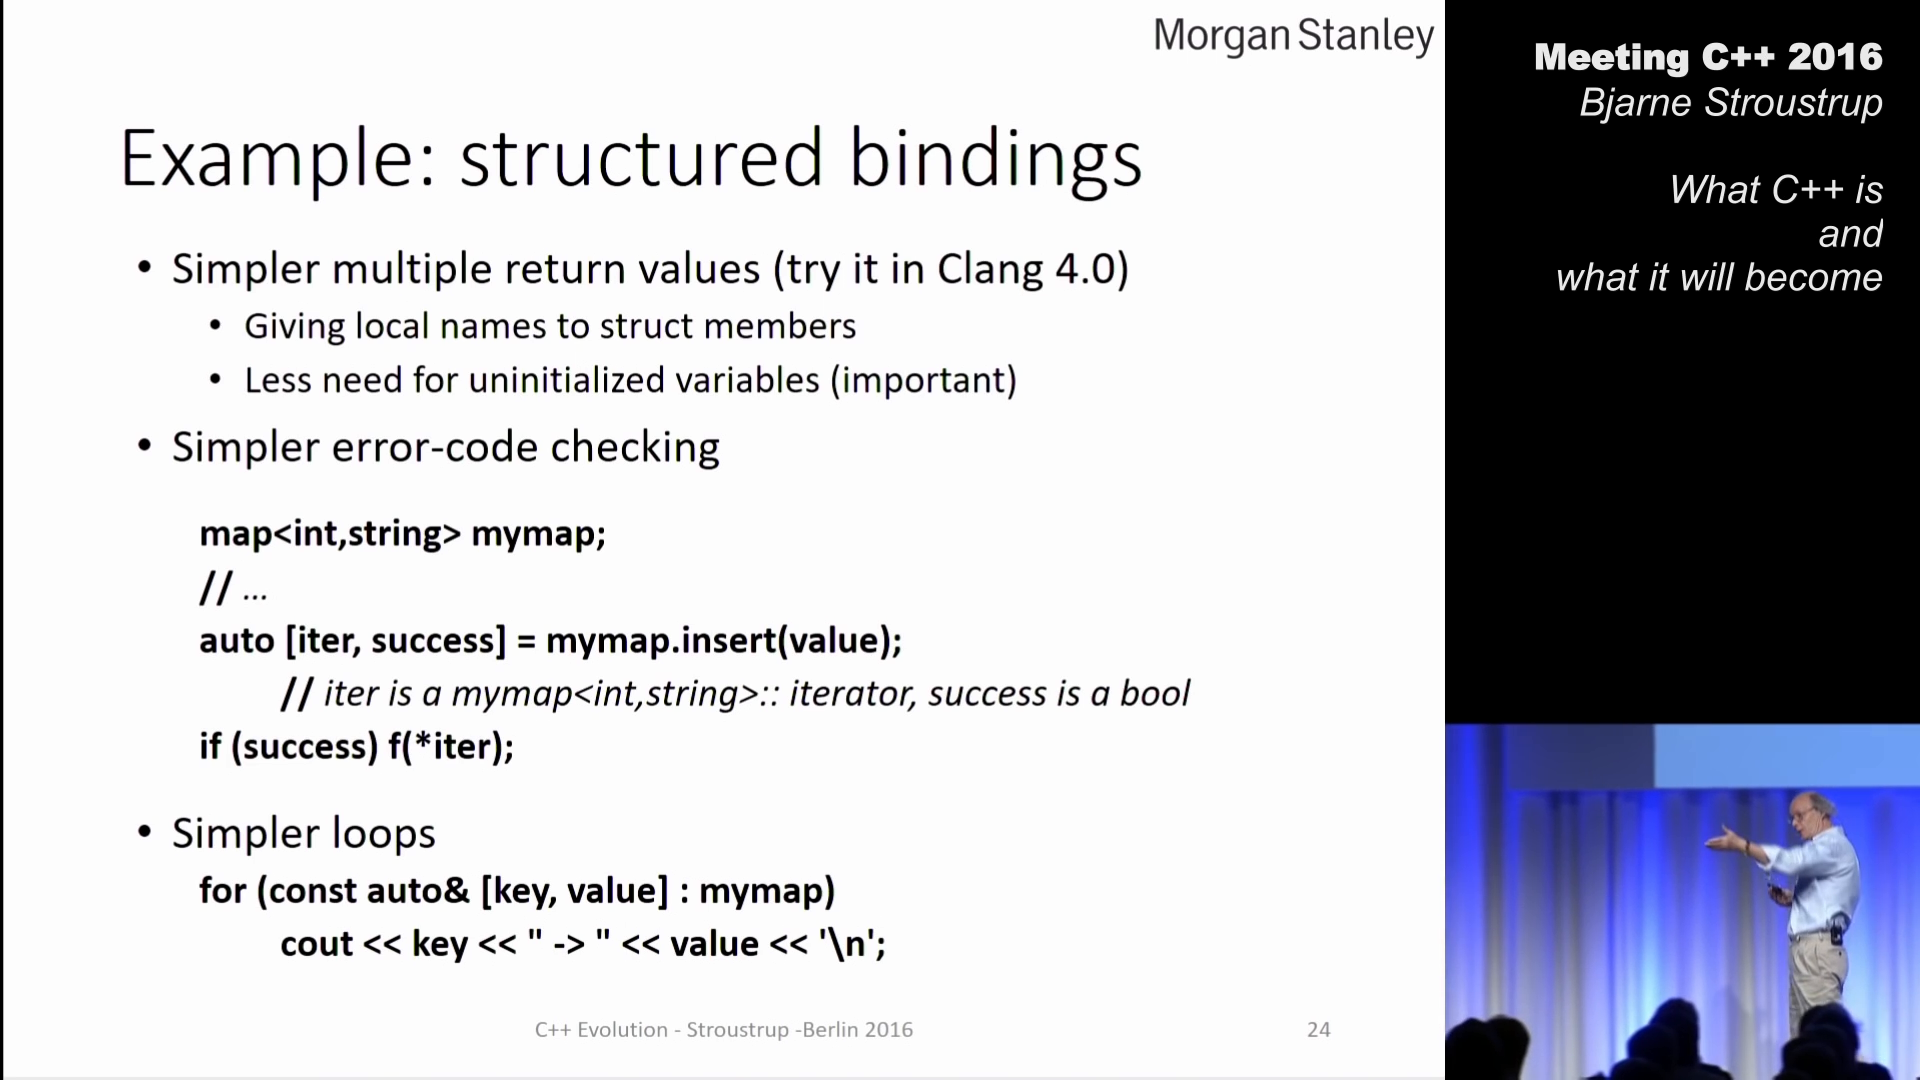 Morgan Stanley
Example: structured bindings
• Simpler multiple return values (try it in Clang 4.0)
• Giving local names to struct members
• Less need for uninitialized variables (important)
• Simpler error-code checking
map<int,string> mymap;
// ...
auto [iter, success] = mymap.insert(value);
// iter is a mymap<int,string>:: iterator, success is a bool
if (success) f(*iter);
• Simpler loops
for (const auto& [key, value] : mymap)
cout << key << " -> " << value << '\n';
C++ Evolution - Stroustrup -Berlin 2016
24
Meeting C++ 2016
Bjarne Stroustrup
What C++ is
and
what it will become